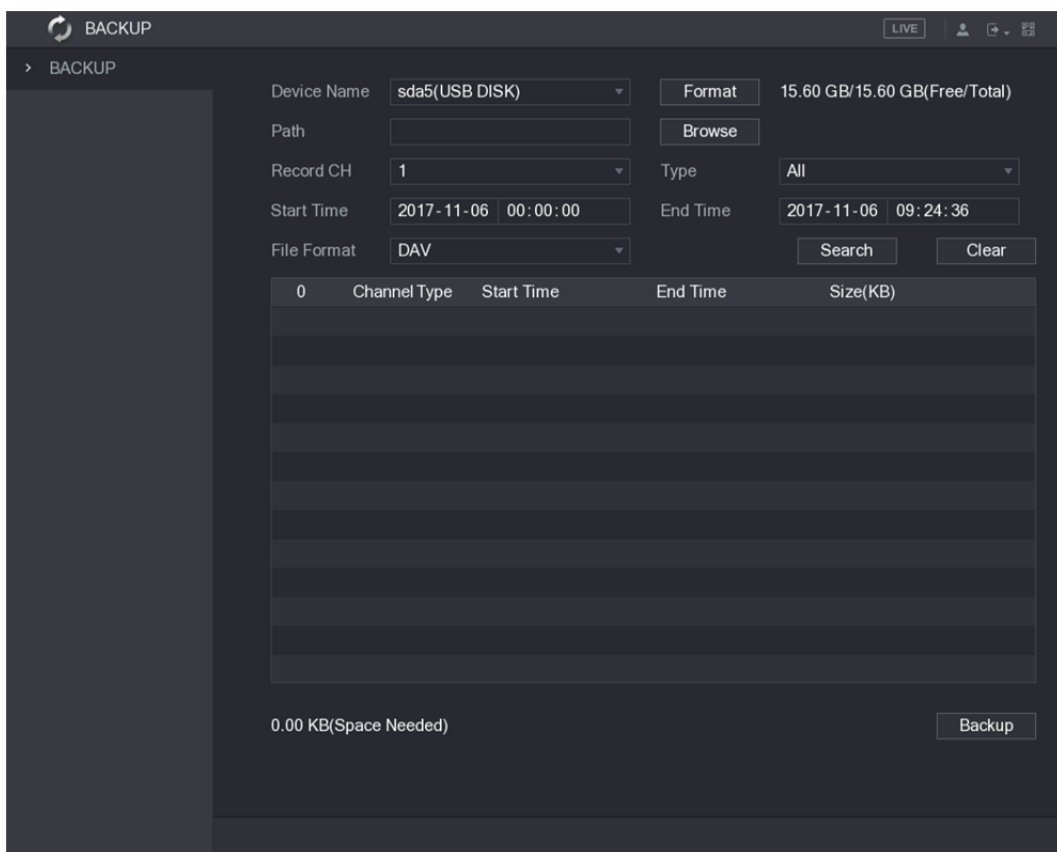 BACKUP
LIVE
> BACKUP
Device Name sda5(USB DISK) Format 15.60 GB/15.60 GB(Free/Total)
Path Browse
Record CH 1 Type All
Start Time 2017-11-06 00:00:00 End Time 2017-11-06 09:24:36
File Format DAV Search Clear
0 Channel Type Start Time End Time Size(KB)
0.00 KB(Space Needed) Backup